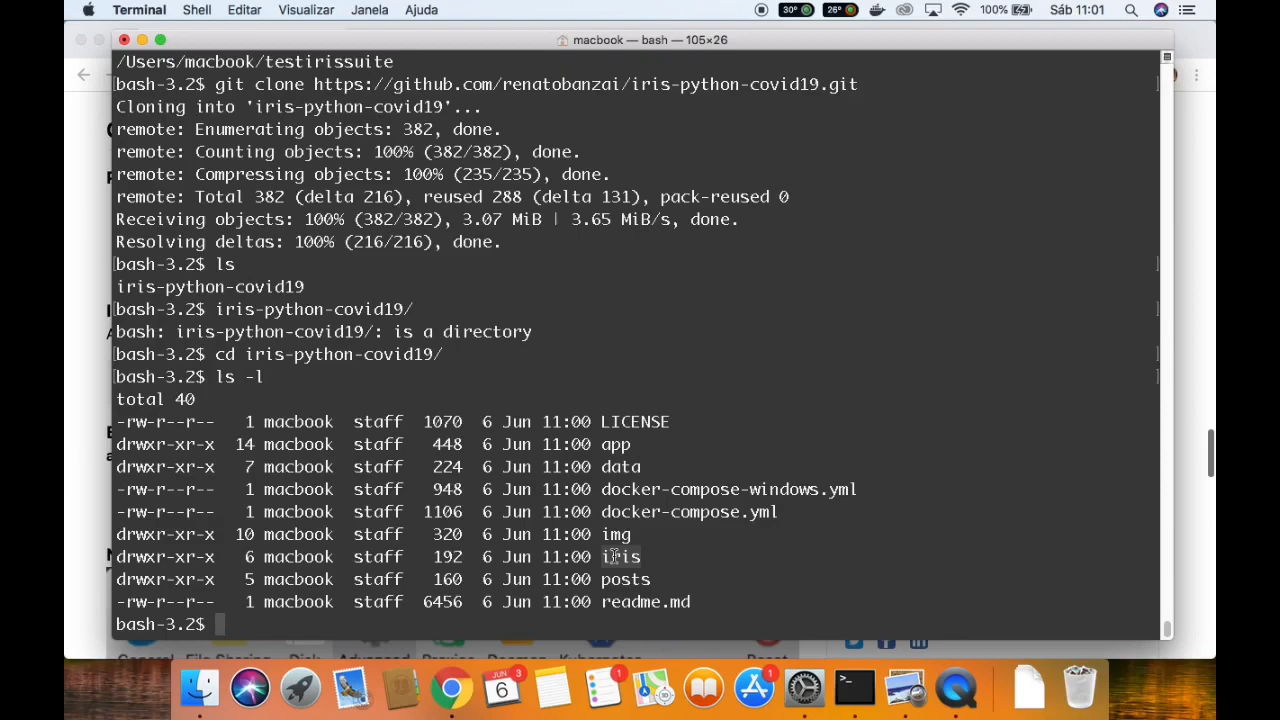 Terminal Shell Editar Visualizar Janela Ajuda 30° 26° 100% Sáb 11:01
macbook — bash — 105×26
/Users/macbook/testirissuite
bash-3.2$ git clone https://github.com/renatobanzai/iris-python-covid19.git
Cloning into 'iris-python-covid19'...
remote: Enumerating objects: 382, done.
remote: Counting objects: 100% (382/382), done.
remote: Compressing objects: 100% (235/235), done.
remote: Total 382 (delta 216), reused 288 (delta 131), pack-reused 0
Receiving objects: 100% (382/382), 3.07 MiB | 3.65 MiB/s, done.
Resolving deltas: 100% (216/216), done.
[bash-3.2$ ls ]
iris-python-covid19
[bash-3.2$ iris-python-covid19/ ]
bash: iris-python-covid19/: is a directory
[bash-3.2$ cd iris-python-covid19/ ]
[bash-3.2$ ls -l ]
total 40
-rw-r--r-- 1 macbook staff 1070 6 Jun 11:00 LICENSE
drwxr-xr-x 14 macbook staff 448 6 Jun 11:00 app
drwxr-xr-x 7 macbook staff 224 6 Jun 11:00 data
-rw-r--r-- 1 macbook staff 948 6 Jun 11:00 docker-compose-windows.yml
-rw-r--r-- 1 macbook staff 1106 6 Jun 11:00 docker-compose.yml
drwxr-xr-x 10 macbook staff 320 6 Jun 11:00 img
drwxr-xr-x 6 macbook staff 192 6 Jun 11:00 iris
drwxr-xr-x 5 macbook staff 160 6 Jun 11:00 posts
-rw-r--r-- 1 macbook staff 6456 6 Jun 11:00 readme.md
bash-3.2$
JUN 3 1 1
6